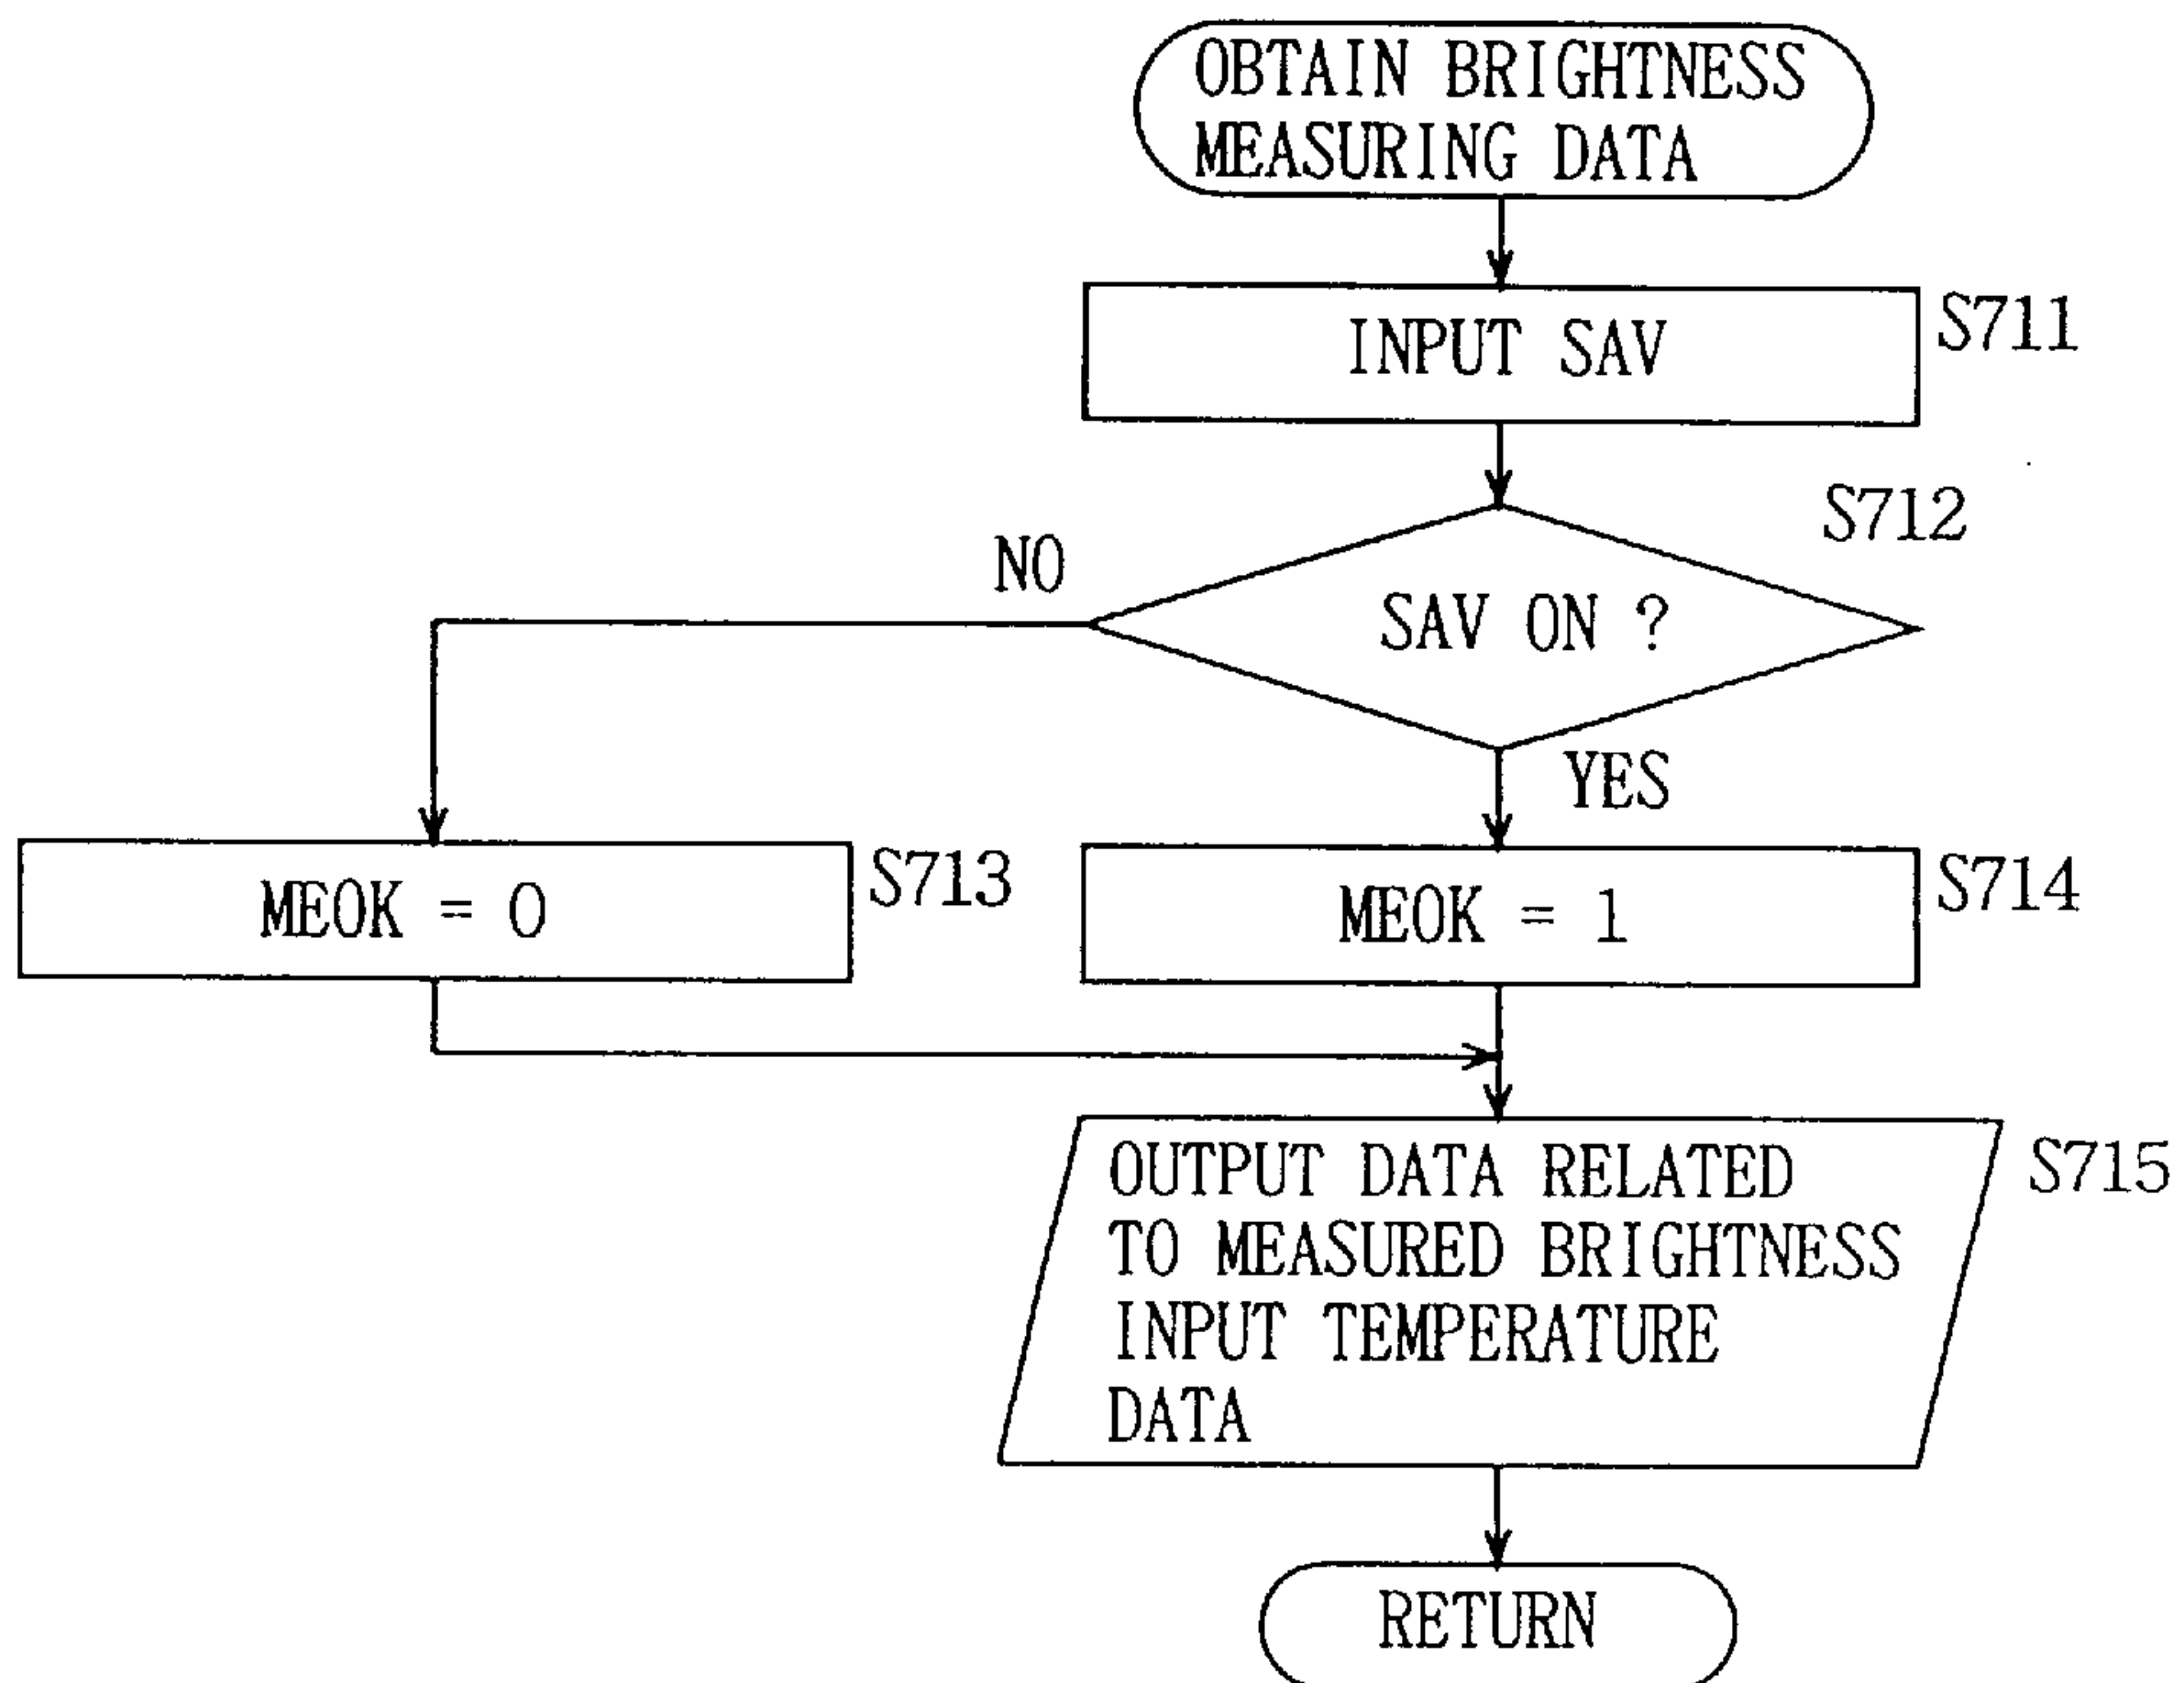 OBTAIN BRIGHTNESS
MEASURING DATA
INPUT SAV
S711
S712
NO
SAV ON ?
YES
MEOK = 0
S713
MEOK = 1
S714
OUTPUT DATA RELATED
TO MEASURED BRIGHTNESS
INPUT TEMPERATURE
DATA
S715
RETURN